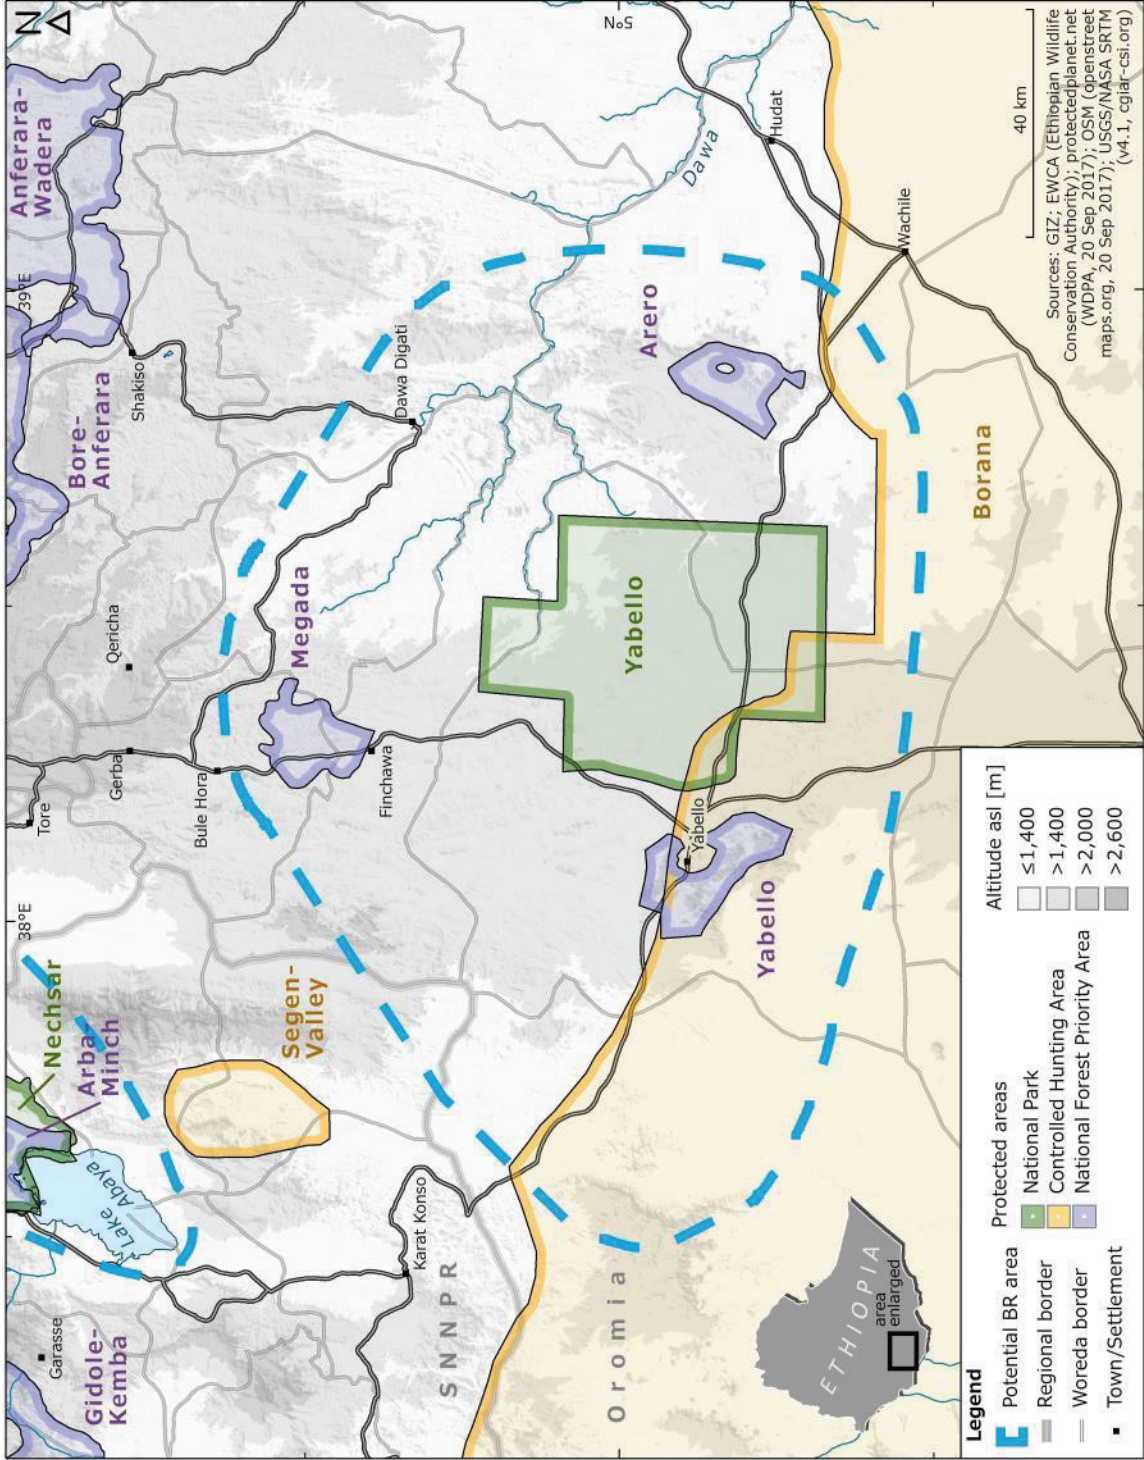 N
Anferara-
Wadera
39°E
Bore-
Anferara
Shakiso
Qericha
Tore
Gerba
Bule Hora
38°E
Nechsar
Arba-
Minch
Lake
Abaya
Garasse
Gidole-
Kemba
Segen-
Valley
Karat Konso
SNNPR
Oromia
Megada
Finchawa
Dawa Digati
Dawa
5°N
Hudat
Arero
Wachile
Yabello
Yabello
Yabello
Borana
40 km
Sources: GIZ; EWCA (Ethiopian Wildlife
Conservation Authority); protectedplanet.net
(WDPA, 20 Sep 2017); OSM (openstreet
maps.org, 20 Sep 2017); USGS/NASA SRTM
(v4.1, cgiar-csi.org)
ETHIOPIA
area
enlarged
Legend
Potential BR area
Regional border
Woreda border
Town/Settlement
Protected areas
National Park
Controlled Hunting Area
National Forest Priority Area
Altitude asl [m]
≤1,400
>1,400
>2,000
>2,600